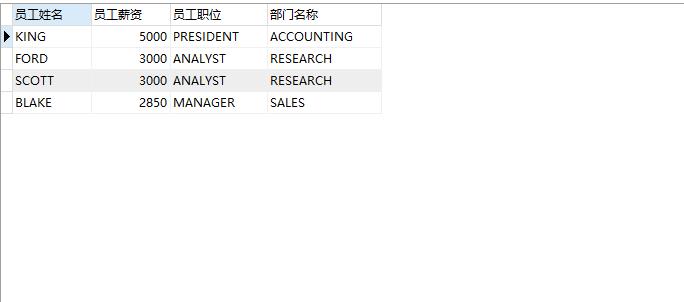 员工姓名 员工薪资 员工职位 部门名称
KING 5000 PRESIDENT ACCOUNTING
FORD 3000 ANALYST RESEARCH
SCOTT 3000 ANALYST RESEARCH
BLAKE 2850 MANAGER SALES